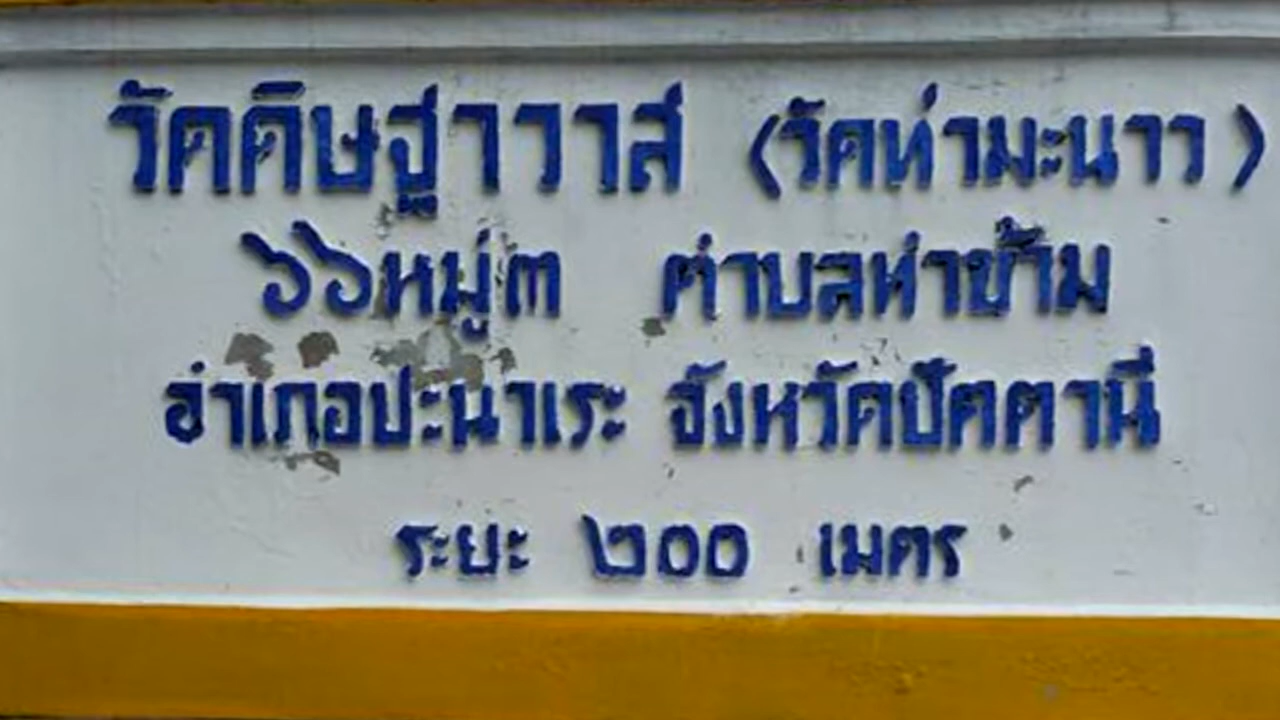 วัดดิษฐาวาส (วัดท่ามะนาว)
๖๖หมู่๓ ตำบลท่าข้าม
อำเภอปะนาเระ จังหวัดปัตตานี
ระยะ ๒๐๐ เมตร